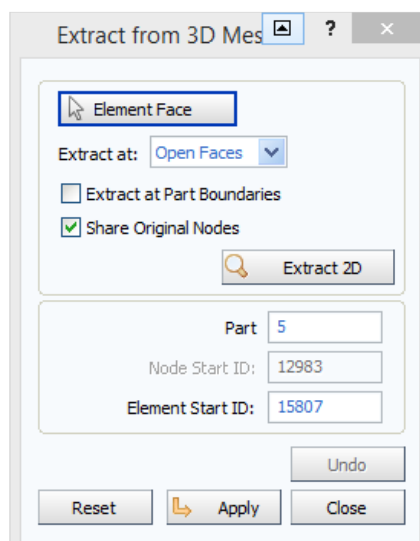 Extract from 3D Mes
?
Element Face
Extract at: Open Faces
Extract at Part Boundaries
Share Original Nodes
Extract 2D
Part 5
Node Start ID: 12983
Element Start ID: 15807
Undo
Reset Apply Close